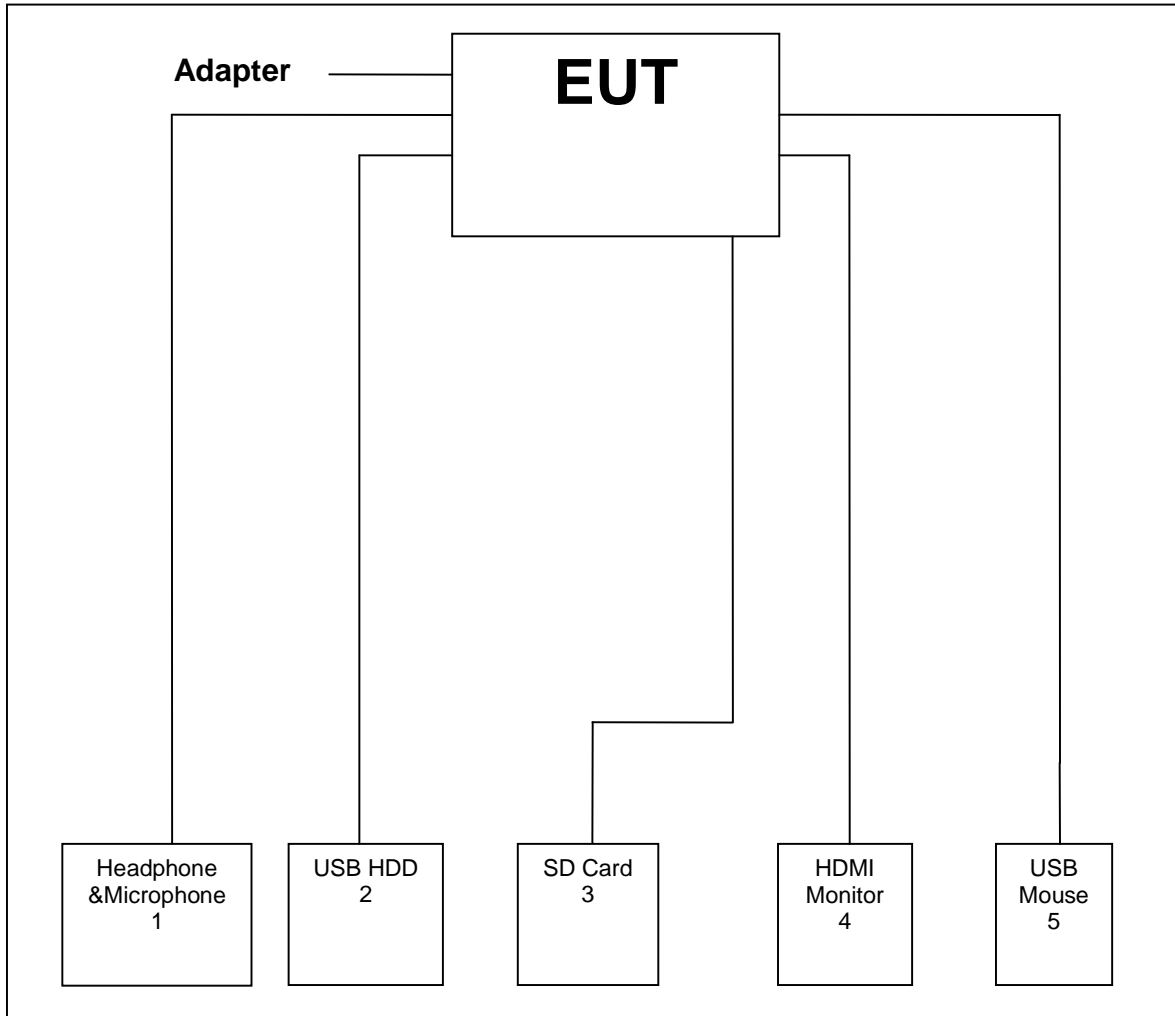 Adapter
EUT
Headphone
&Microphone
1
USB HDD
2
SD Card
3
HDMI
Monitor
4
USB
Mouse
5